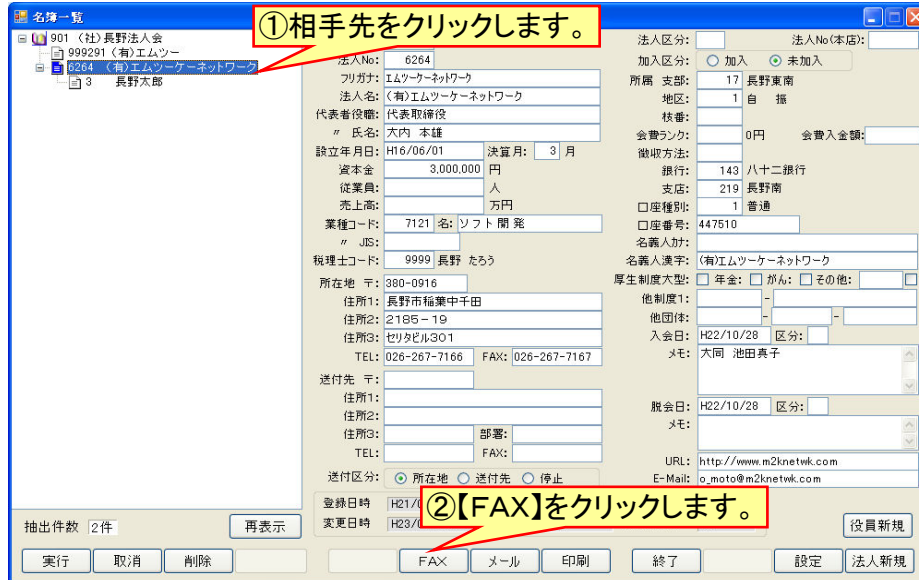 名簿一覧
①相手先をクリックします。
901 (社)長野法人会
999291 (有)エムツー
6264 (有)エムツーケーネットワーク
3 長野太郎
法人No: 6264
フリガナ: エムツーケーネットワーク
法人名: (有)エムツーケーネットワーク
代表者役職: 代表取締役
〃 氏名: 大内 本雄
設立年月日: H16/06/01 決算月: 3 月
資本金 3,000,000 円
従業員: 人
売上高: 万円
業種コード: 7121 名: ソフト開発
〃 JIS:
税理士コード: 9999 長野 たろう
所在地 〒: 380-0916
住所1: 長野市稲葉中千田
住所2: 2185-19
住所3: セリタビル301
TEL: 026-267-7166 FAX: 026-267-7167
送付先 〒:
住所1:
住所2:
住所3: 部署:
TEL: FAX:
送付区分: 所在地 送付先 停止
登録日時 H21/0
変更日時 H23/0
法人区分: 法人No(本店):
加入区分: 加入 未加入
所属 支部: 17 長野東南
地区: 1 自 振
枝番:
会費ランク: 0円 会費入金額:
徴収方法:
銀行: 143 八十二銀行
支店: 219 長野南
口座種別: 1 普通
口座番号: 447510
名義人カナ:
名義人漢字: (有)エムツーケーネットワーク
厚生制度大型: 年金: がん: その他:
他制度1: -
他団体: - -
入会日: H22/10/28 区分:
メモ: 大同 池田真子
脱会日: H22/10/28 区分:
メモ:
URL: http://www.m2knetwk.com
E-Mail: o_moto@m2knetwk.com
②【FAX】をクリックします。
抽出件数 2件 再表示 役員新規
実行 取消 削除 FAX メール 印刷 終了 設定 法人新規